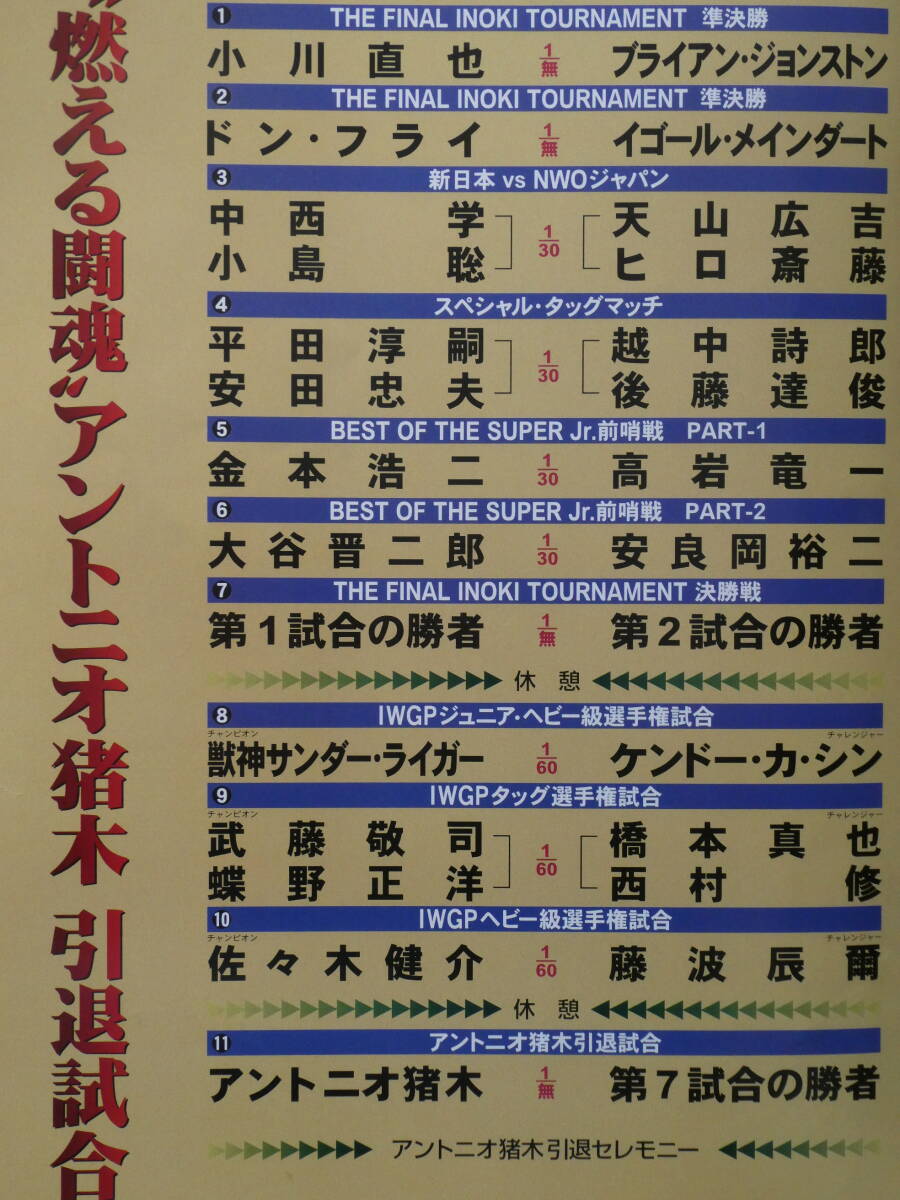 "燃える闘魂"アントニオ猪木 引退試合
1 THE FINAL INOKI TOURNAMENT 準決勝
小川直也 1/無 ブライアン・ジョンストン
2 THE FINAL INOKI TOURNAMENT 準決勝
ドン・フライ 1/無 イゴール・メインダート
3 新日本 vs NWOジャパン
中西学 天山広吉
1/30
小島聡 ヒロ斎藤
4 スペシャル・タッグマッチ
平田淳嗣 越中詩郎
1/30
安田忠夫 後藤達俊
5 BEST OF THE SUPER Jr.前哨戦 PART-1
金本浩二 1/30 高岩竜一
6 BEST OF THE SUPER Jr.前哨戦 PART-2
大谷晋二郎 1/30 安良岡裕二
7 THE FINAL INOKI TOURNAMENT 決勝戦
第1試合の勝者 1/無 第2試合の勝者
休憩
8 IWGPジュニア・ヘビー級選手権試合
チャンピオン チャレンジャー
獣神サンダー・ライガー 1/60 ケンドー・カ・シン
9 IWGPタッグ選手権試合
チャンピオン チャレンジャー
武藤敬司 橋本真也
1/60
蝶野正洋 西村修
10 IWGPヘビー級選手権試合
チャンピオン チャレンジャー
佐々木健介 1/60 藤波辰爾
休憩
11 アントニオ猪木引退試合
アントニオ猪木 1/無 第7試合の勝者
アントニオ猪木引退セレモニー